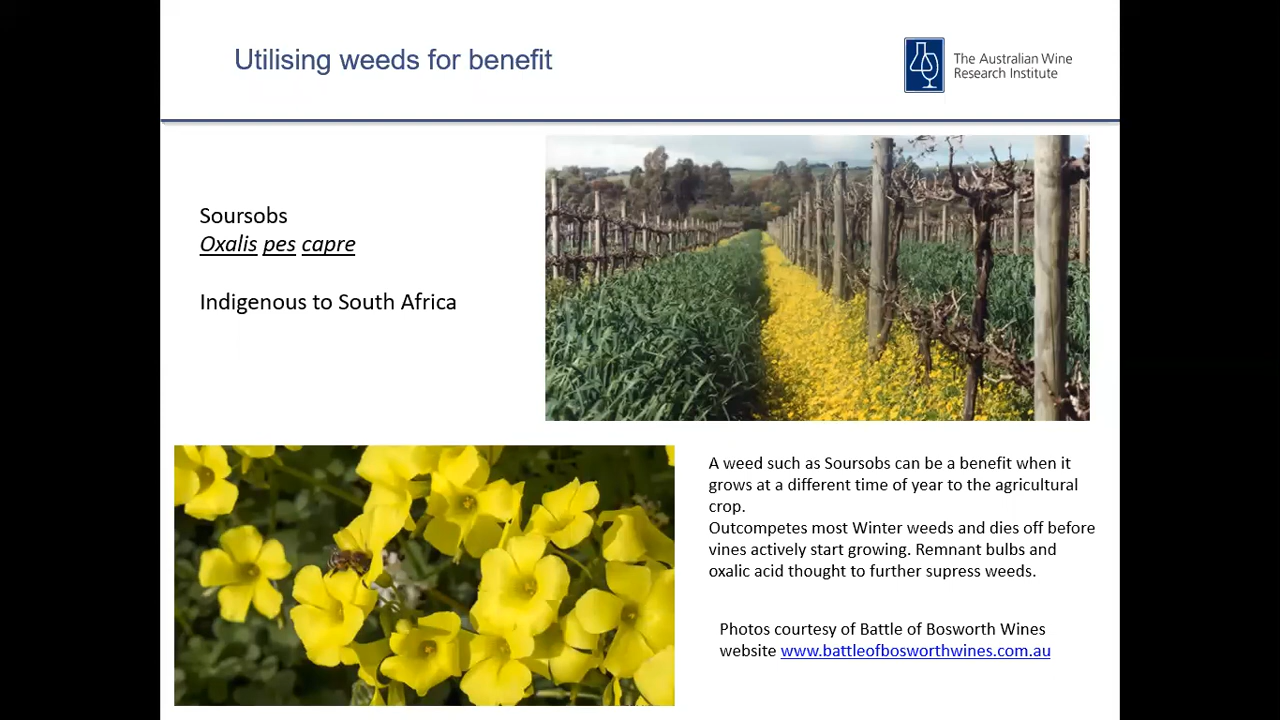 Utilising weeds for benefit
The Australian Wine
Research Institute
Soursobs
Oxalis pes capre
Indigenous to South Africa
A weed such as Soursobs can be a benefit when it
grows at a different time of year to the agricultural
crop.
Outcompetes most Winter weeds and dies off before
vines actively start growing. Remnant bulbs and
oxalic acid thought to further supress weeds.
Photos courtesy of Battle of Bosworth Wines
website www.battleofbosworthwines.com.au